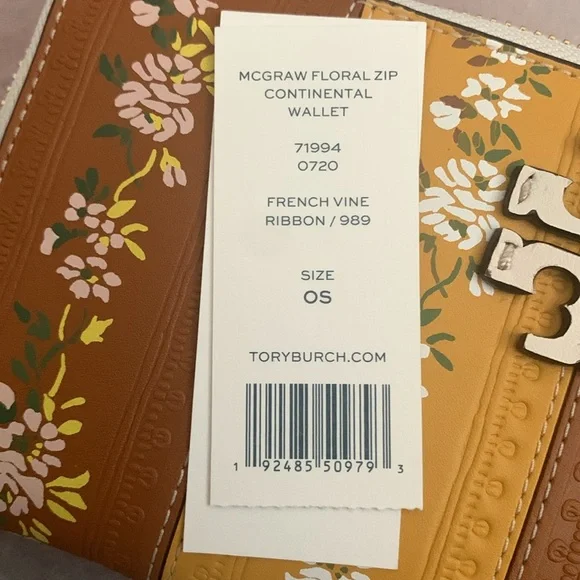 MCGRAW FLORAL ZIP
CONTINENTAL
WALLET
71994
0720
FRENCH VINE
RIBBON / 989
SIZE
OS
TORYBURCH.COM
1 92485 50979 3